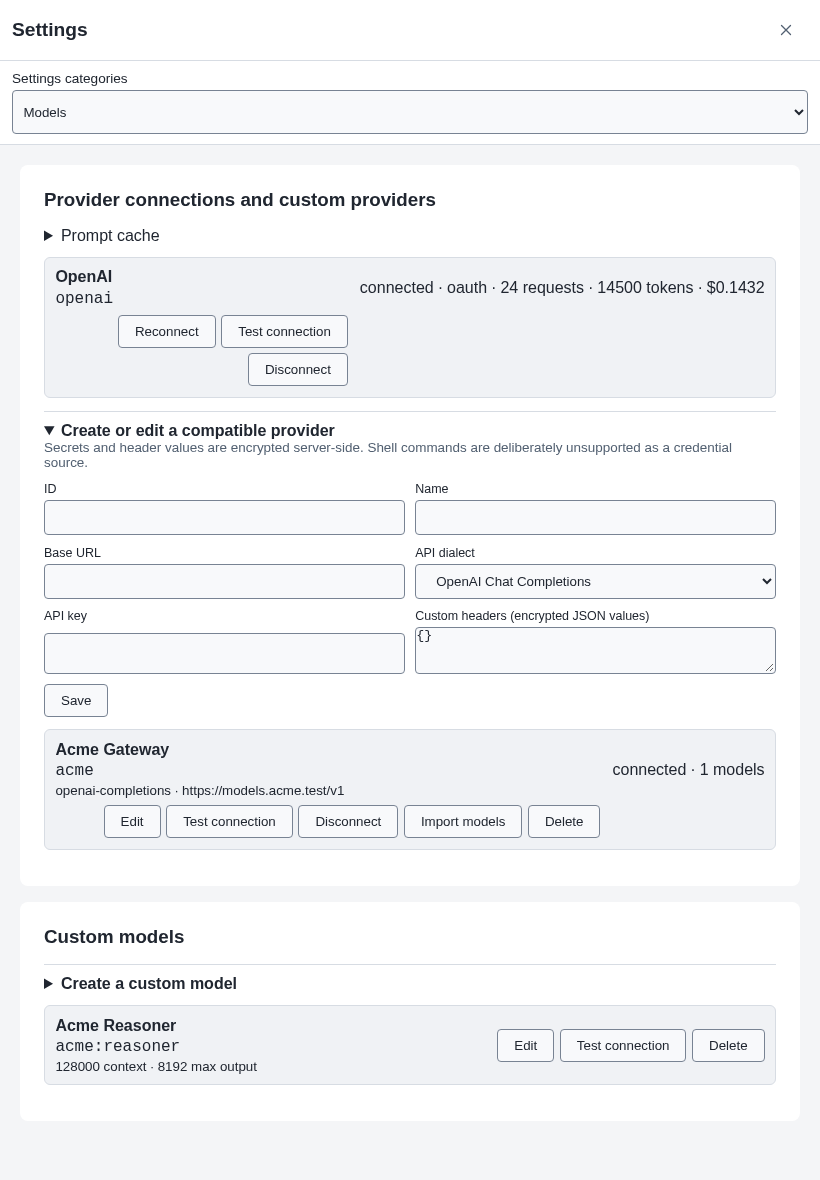 Settings
Settings categories
Models
Provider connections and custom providers
Prompt cache
OpenAI
openai
connected · oauth · 24 requests · 14500 tokens · $0.1432
Reconnect
Test connection
Disconnect
Create or edit a compatible provider
Secrets and header values are encrypted server-side. Shell commands are deliberately unsupported as a credential
source.
ID
Name
Base URL
API dialect
OpenAI Chat Completions
API key
Custom headers (encrypted JSON values)
{}
Save
Acme Gateway
acme
openai-completions · https://models.acme.test/v1
connected · 1 models
Edit
Test connection
Disconnect
Import models
Delete
Custom models
Create a custom model
Acme Reasoner
acme:reasoner
128000 context · 8192 max output
Edit
Test connection
Delete